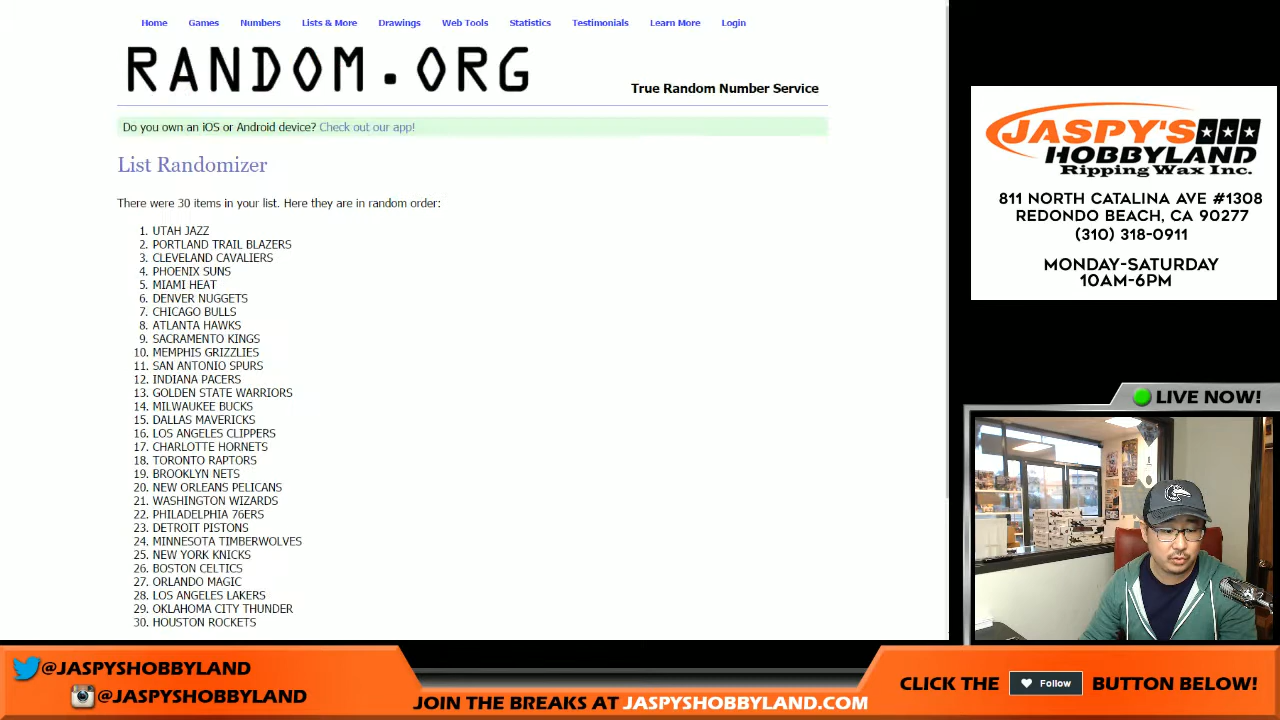 Home Games Numbers Lists & More Drawings Web Tools Statistics Testimonials Learn More Login
RANDOM.ORG
True Random Number Service
Do you own an iOS or Android device? Check out our app!
List Randomizer
There were 30 items in your list. Here they are in random order:
1. UTAH JAZZ
2. PORTLAND TRAIL BLAZERS
3. CLEVELAND CAVALIERS
4. PHOENIX SUNS
5. MIAMI HEAT
6. DENVER NUGGETS
7. CHICAGO BULLS
8. ATLANTA HAWKS
9. SACRAMENTO KINGS
10. MEMPHIS GRIZZLIES
11. SAN ANTONIO SPURS
12. INDIANA PACERS
13. GOLDEN STATE WARRIORS
14. MILWAUKEE BUCKS
15. DALLAS MAVERICKS
16. LOS ANGELES CLIPPERS
17. CHARLOTTE HORNETS
18. TORONTO RAPTORS
19. BROOKLYN NETS
20. NEW ORLEANS PELICANS
21. WASHINGTON WIZARDS
22. PHILADELPHIA 76ERS
23. DETROIT PISTONS
24. MINNESOTA TIMBERWOLVES
25. NEW YORK KNICKS
26. BOSTON CELTICS
27. ORLANDO MAGIC
28. LOS ANGELES LAKERS
29. OKLAHOMA CITY THUNDER
30. HOUSTON ROCKETS
JASPY'S
HOBBYLAND
Ripping Wax Inc.
811 NORTH CATALINA AVE #1308
REDONDO BEACH, CA 90277
(310) 318-0911
MONDAY-SATURDAY
10AM-6PM
LIVE NOW!
@JASPYSHOBBYLAND
@JASPYSHOBBYLAND
JOIN THE BREAKS AT JASPYSHOBBYLAND.COM
CLICK THE Follow BUTTON BELOW!